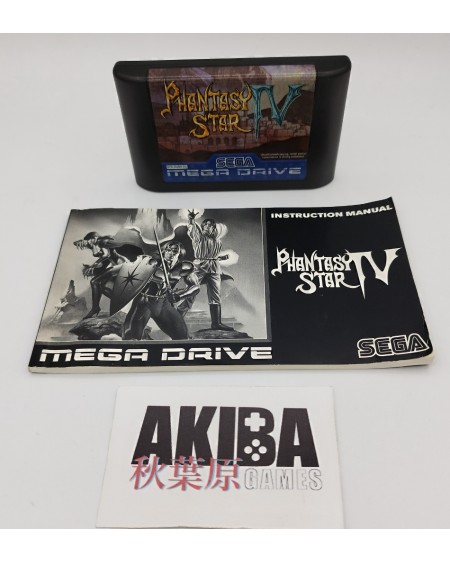 PHANTASY
STAR IV
SEGA
MEGA DRIVE
INSTRUCTION MANUAL
PHANTASY
STAR IV
MEGA DRIVE
SEGA
AKIBA
秋葉原 GAMES